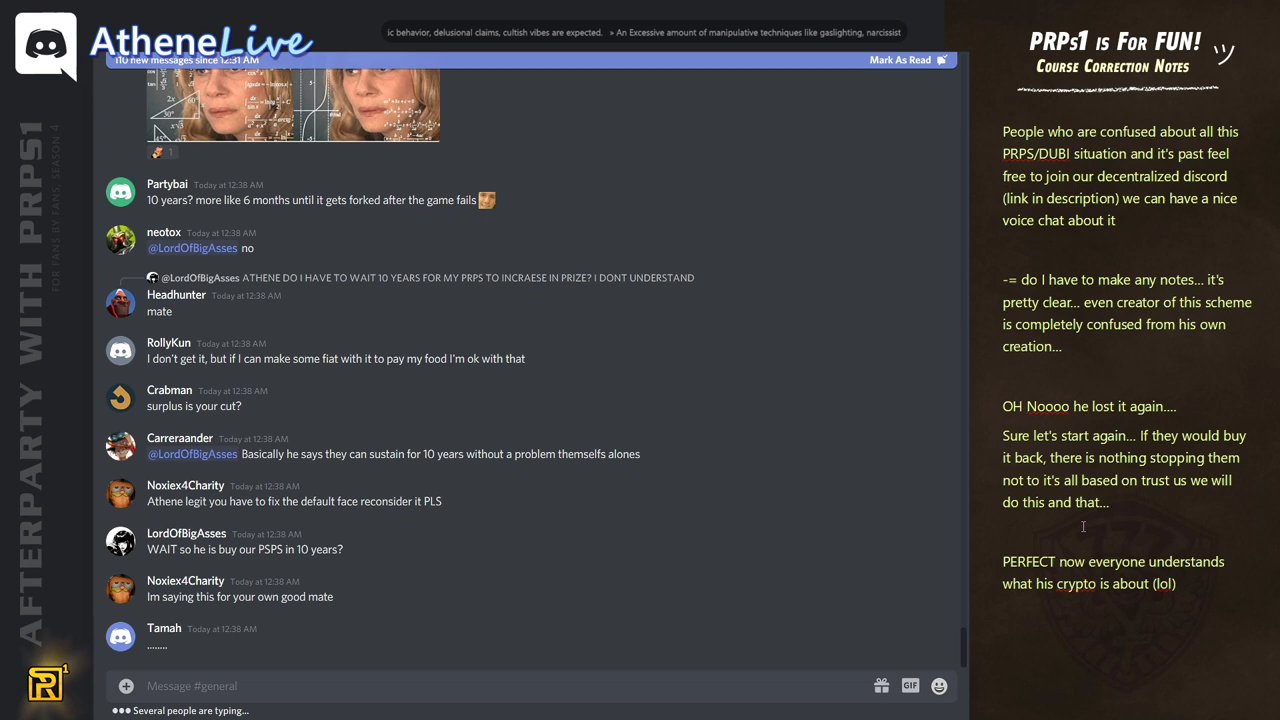 AtheneLive
ic behavior, delusional claims, cultish vibes are expected.   » An Excessive amount of manipulative techniques like gaslighting, narcissist
110 new messages since 12:31 AM
Mark As Read
1
Partybai Today at 12:38 AM
10 years? more like 6 months until it gets forked after the game fails
neotox Today at 12:38 AM
@LordOfBigAsses no
@LordOfBigAsses ATHENE DO I HAVE TO WAIT 10 YEARS FOR MY PRPS TO INCRAESE IN PRIZE? I DONT UNDERSTAND
Headhunter Today at 12:38 AM
mate
RollyKun Today at 12:38 AM
I don't get it, but if I can make some fiat with it to pay my food I'm ok with that
Crabman Today at 12:38 AM
surplus is your cut?
Carreraander Today at 12:38 AM
@LordOfBigAsses Basically he says they can sustain for 10 years without a problem themselfs alones
Noxiex4Charity Today at 12:38 AM
Athene legit you have to fix the default face reconsider it PLS
LordOfBigAsses Today at 12:38 AM
WAIT so he is buy our PSPS in 10 years?
Noxiex4Charity Today at 12:38 AM
Im saying this for your own good mate
Tamah Today at 12:38 AM
........
Message #general
GIF
Several people are typing...
AFTERPARTY WITH PRPS1
FOR FANS BY FANS, SEASON 4
R1
PRPS1 IS FOR FUN!
COURSE CORRECTION NOTES
People who are confused about all this
PRPS/DUBI situation and it's past feel
free to join our decentralized discord
(link in description) we can have a nice
voice chat about it
-= do I have to make any notes... it's
pretty clear... even creator of this scheme
is completely confused from his own
creation...
OH Noooo he lost it again....
Sure let's start again... If they would buy
it back, there is nothing stopping them
not to it's all based on trust us we will
do this and that...
PERFECT now everyone understands
what his crypto is about (lol)